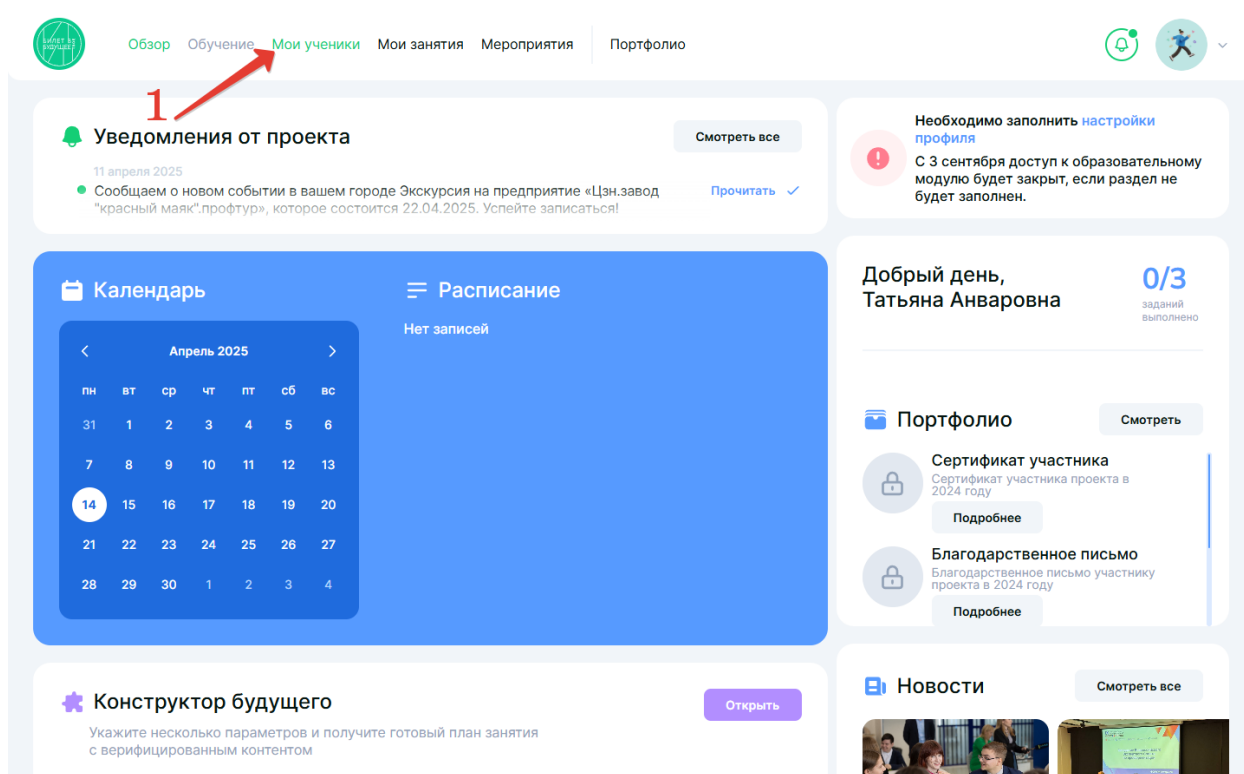 БИЛЕТ В
БУДУЩЕЕ
Обзор Обучение Мои ученики Мои занятия Мероприятия Портфолио
1
Уведомления от проекта
Смотреть все
11 апреля 2025
Сообщаем о новом событии в вашем городе Экскурсия на предприятие «Цзн.завод
"красный маяк".профтур», которое состоится 22.04.2025. Успейте записаться!
Прочитать
Необходимо заполнить настройки
профиля
С 3 сентября доступ к образовательному
модулю будет закрыт, если раздел не
будет заполнен.
Календарь
Апрель 2025
пн вт ср чт пт сб вс
31 1 2 3 4 5 6
7 8 9 10 11 12 13
14 15 16 17 18 19 20
21 22 23 24 25 26 27
28 29 30 1 2 3 4
Расписание
Нет записей
Добрый день,
Татьяна Анваровна
0/3
заданий
выполнено
Портфолио
Смотреть
Сертификат участника
Сертификат участника проекта в
2024 году
Подробнее
Благодарственное письмо
Благодарственное письмо участнику
проекта в 2024 году
Подробнее
Конструктор будущего
Открыть
Укажите несколько параметров и получите готовый план занятия
с верифицированным контентом
Новости
Смотреть все